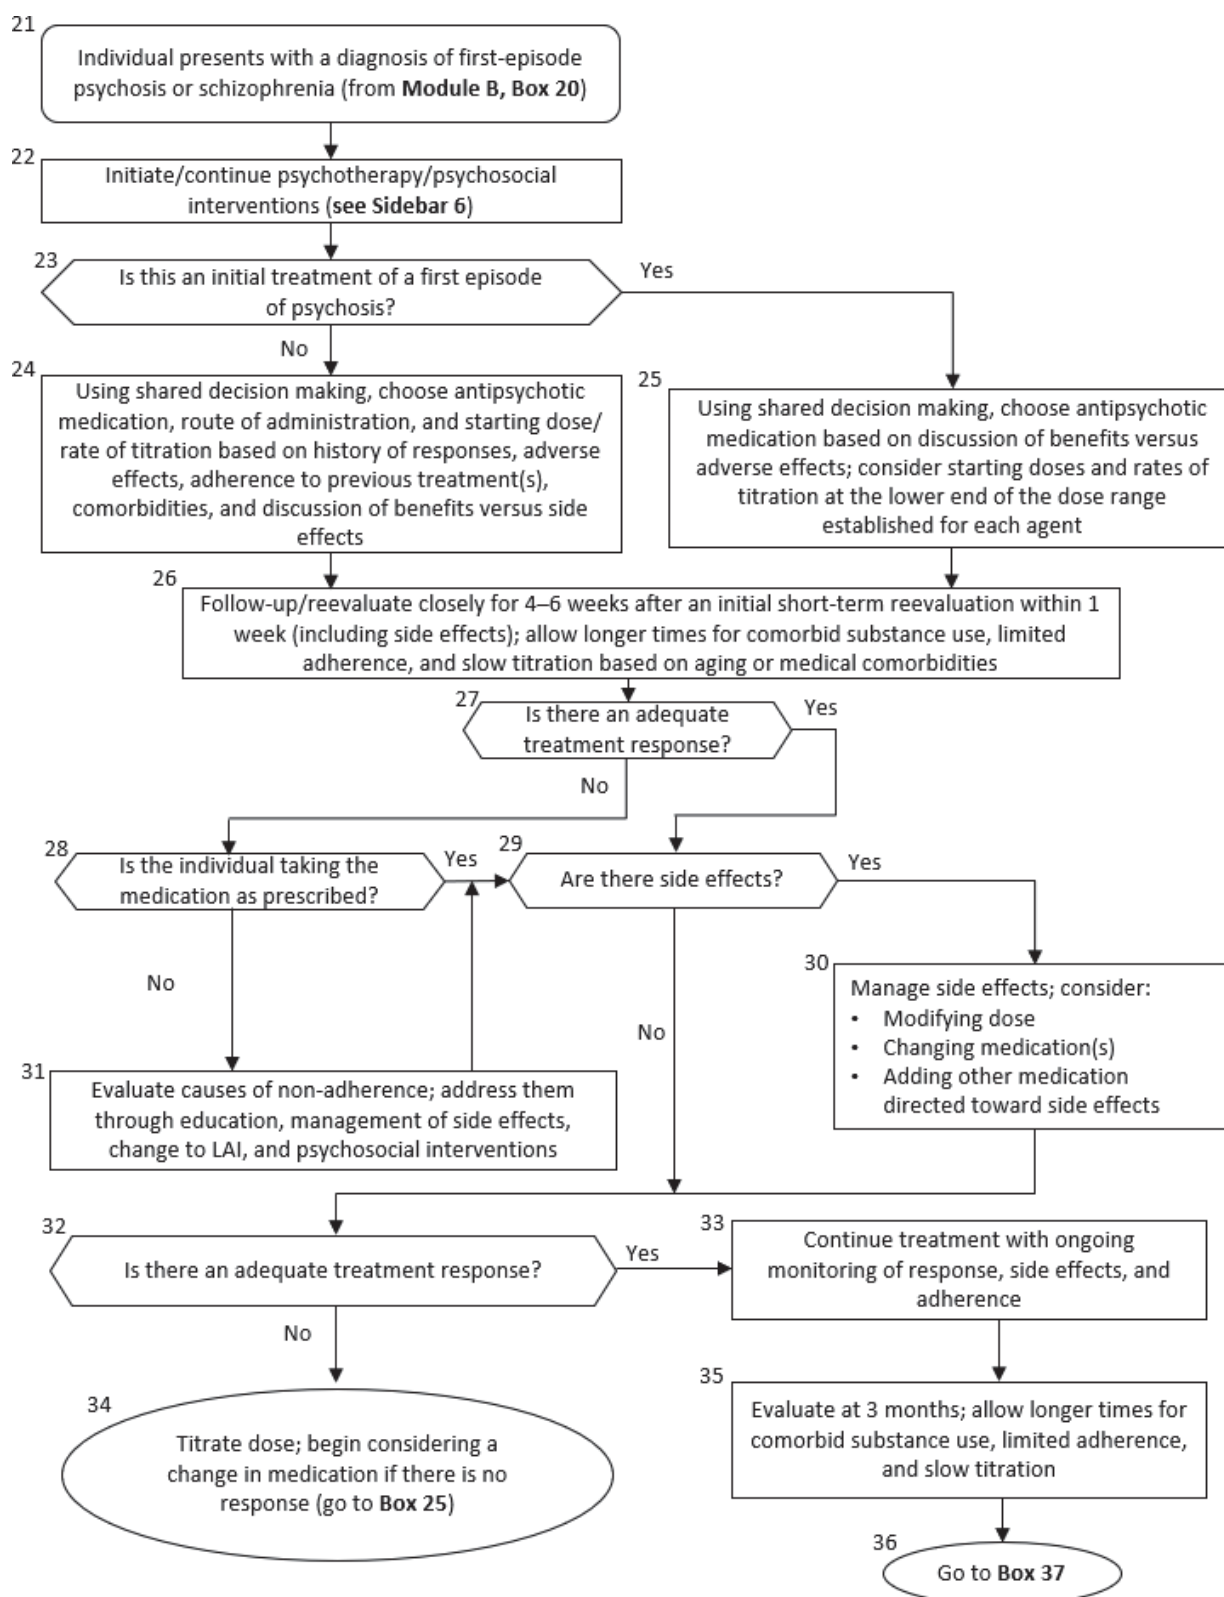 21
Individual presents with a diagnosis of first-episode
psychosis or schizophrenia (from Module B, Box 20)
22
Initiate/continue psychotherapy/psychosocial
interventions (see Sidebar 6)
23
Is this an initial treatment of a first episode
of psychosis?
Yes
No
24
Using shared decision making, choose antipsychotic
medication, route of administration, and starting dose/
rate of titration based on history of responses, adverse
effects, adherence to previous treatment(s),
comorbidities, and discussion of benefits versus side
effects
25
Using shared decision making, choose antipsychotic
medication based on discussion of benefits versus
adverse effects; consider starting doses and rates of
titration at the lower end of the dose range
established for each agent
26
Follow-up/reevaluate closely for 4–6 weeks after an initial short-term reevaluation within 1
week (including side effects); allow longer times for comorbid substance use, limited
adherence, and slow titration based on aging or medical comorbidities
27
Is there an adequate
treatment response?
Yes
No
28
Is the individual taking the
medication as prescribed?
Yes
No
29
Are there side effects?
Yes
No
30
Manage side effects; consider:
• Modifying dose
• Changing medication(s)
• Adding other medication
directed toward side effects
31
Evaluate causes of non-adherence; address them
through education, management of side effects,
change to LAI, and psychosocial interventions
32
Is there an adequate treatment response?
Yes
No
33
Continue treatment with ongoing
monitoring of response, side effects, and
adherence
34
Titrate dose; begin considering a
change in medication if there is no
response (go to Box 25)
35
Evaluate at 3 months; allow longer times for
comorbid substance use, limited adherence,
and slow titration
36
Go to Box 37